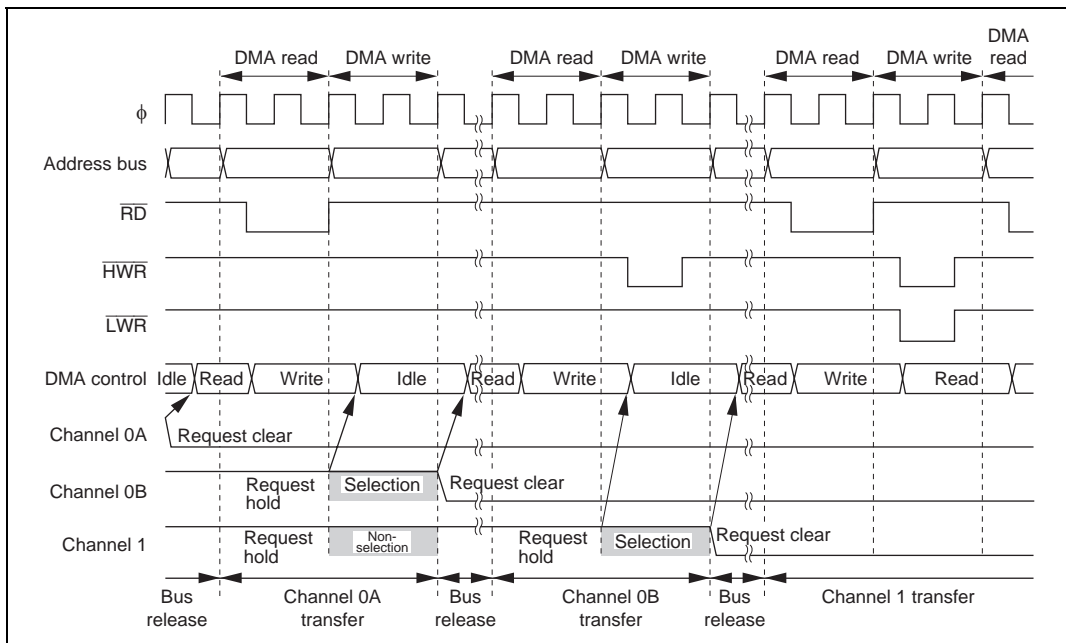 DMA
DMA read DMA write DMA read DMA write DMA read DMA write read
φ
Address bus
RD
HWR
LWR
DMA control Idle Read Write Idle Read Write Idle Read Write Read
Channel 0A Request clear
Channel 0B Request hold Selection Request clear
Channel 1 Request hold Non-selection Request hold Selection Request clear
Bus release Channel 0A transfer Bus release Channel 0B transfer Bus release Channel 1 transfer